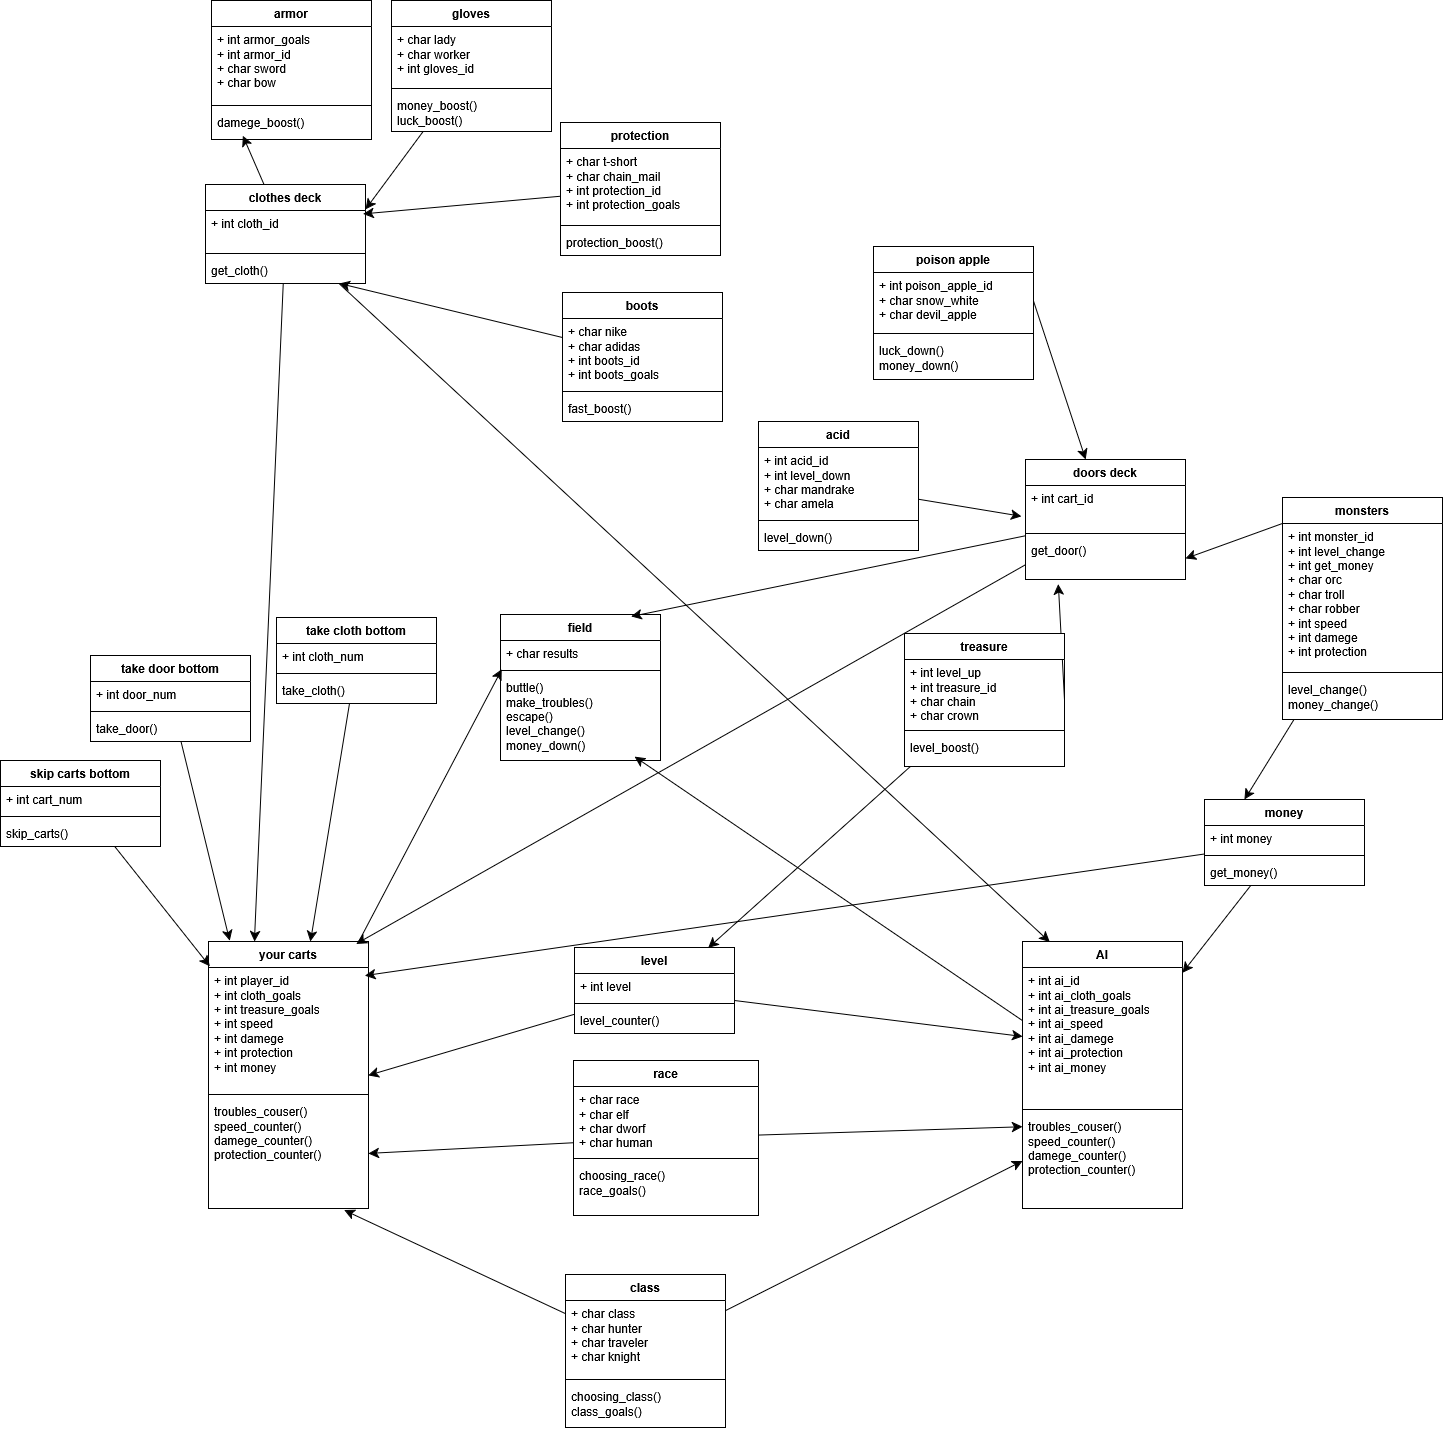 armor
+ int armor_goals
+ int armor_id
+ char sword
+ char bow
damege_boost()
gloves
+ char lady
+ char worker
+ int gloves_id
money_boost()
luck_boost()
protection
+ char t-short
+ char chain_mail
+ int protection_id
+ int protection_goals
protection_boost()
clothes deck
+ int cloth_id
get_cloth()
boots
+ char nike
+ char adidas
+ int boots_id
+ int boots_goals
fast_boost()
poison apple
+ int poison_apple_id
+ char snow_white
+ char devil_apple
luck_down()
money_down()
acid
+ int acid_id
+ int level_down
+ char mandrake
+ char amela
level_down()
doors deck
+ int cart_id
get_door()
monsters
+ int monster_id
+ int level_change
+ int get_money
+ char orc
+ char troll
+ char robber
+ int speed
+ int damege
+ int protection
level_change()
money_change()
take cloth bottom
+ int cloth_num
take_cloth()
field
+ char results
buttle()
make_troubles()
escape()
level_change()
money_down()
treasure
+ int level_up
+ int treasure_id
+ char chain
+ char crown
level_boost()
take door bottom
+ int door_num
take_door()
skip carts bottom
+ int cart_num
skip_carts()
money
+ int money
get_money()
your carts
+ int player_id
+ int cloth_goals
+ int treasure_goals
+ int speed
+ int damege
+ int protection
+ int money
troubles_couser()
speed_counter()
damege_counter()
protection_counter()
level
+ int level
level_counter()
AI
+ int ai_id
+ int ai_cloth_goals
+ int ai_treasure_goals
+ int ai_speed
+ int ai_damege
+ int ai_protection
+ int ai_money
troubles_couser()
speed_counter()
damege_counter()
protection_counter()
race
+ char race
+ char elf
+ char dworf
+ char human
choosing_race()
race_goals()
class
+ char class
+ char hunter
+ char traveler
+ char knight
choosing_class()
class_goals()